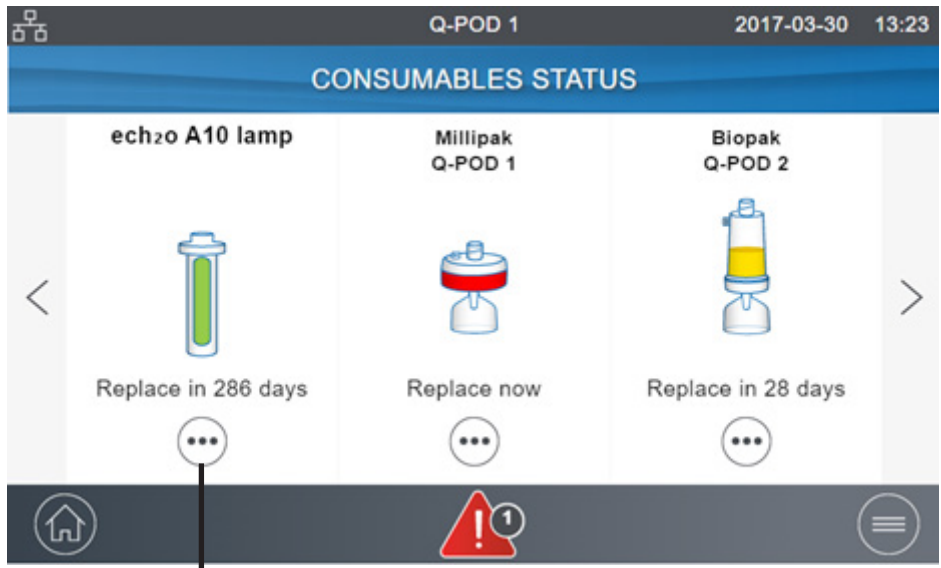 Q-POD 1 2017-03-30 13:23
CONSUMABLES STATUS
ech₂o A10 lamp
Replace in 286 days
Millipak
Q-POD 1
Replace now
Biopak
Q-POD 2
Replace in 28 days
1